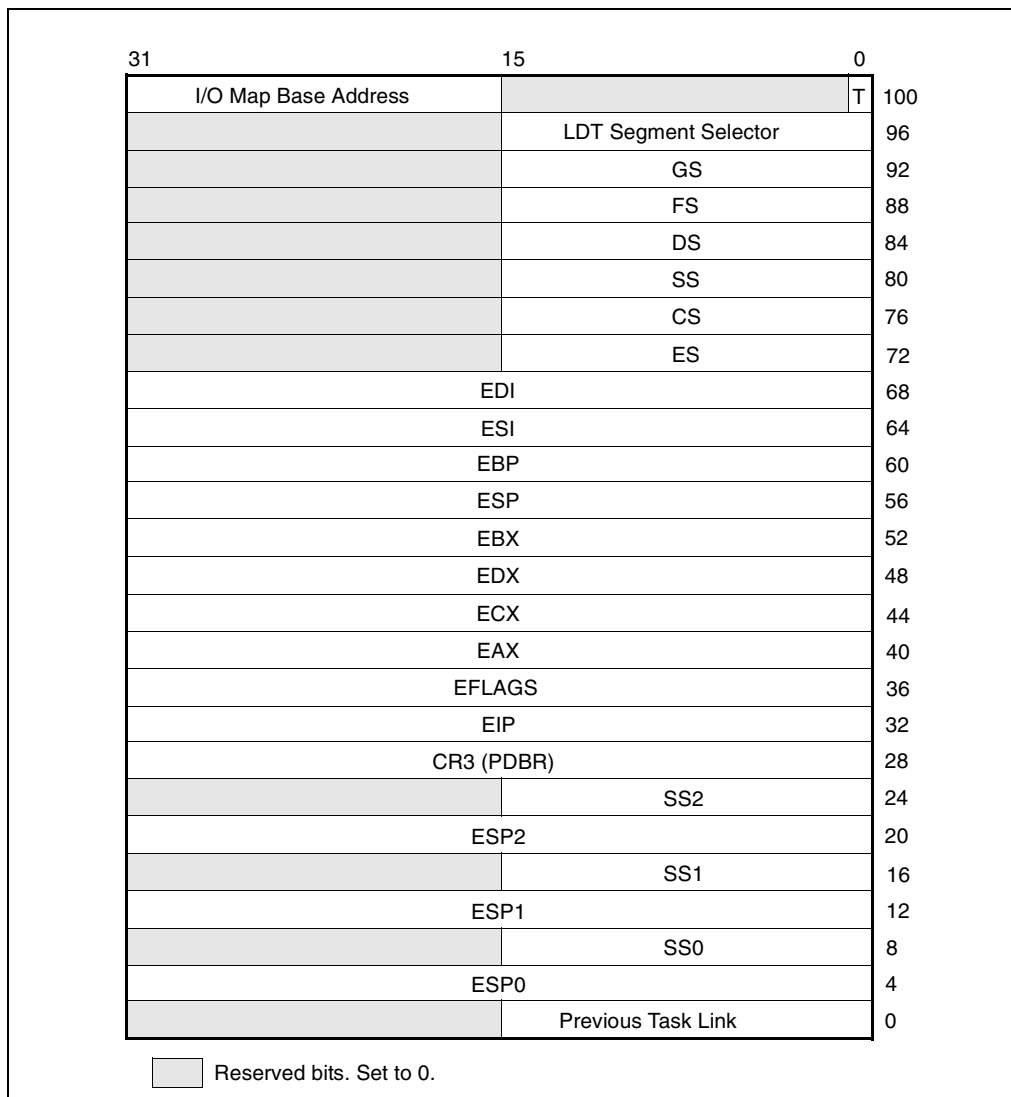 31 15 0
I/O Map Base Address T 100
LDT Segment Selector 96
GS 92
FS 88
DS 84
SS 80
CS 76
ES 72
EDI 68
ESI 64
EBP 60
ESP 56
EBX 52
EDX 48
ECX 44
EAX 40
EFLAGS 36
EIP 32
CR3 (PDBR) 28
SS2 24
ESP2 20
SS1 16
ESP1 12
SS0 8
ESP0 4
Previous Task Link 0
Reserved bits. Set to 0.